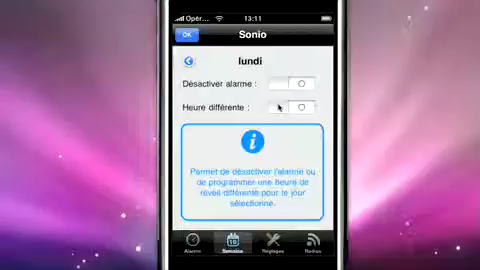 Opér... 13:11
Sonio
OK
lundi
Désactiver alarme :
Heure différente :
Permet de désactiver l'alarme ou
de programmer une heure de
réveil différente pour le jour
sélectionné.
Alarme Semaine Réglages Radios